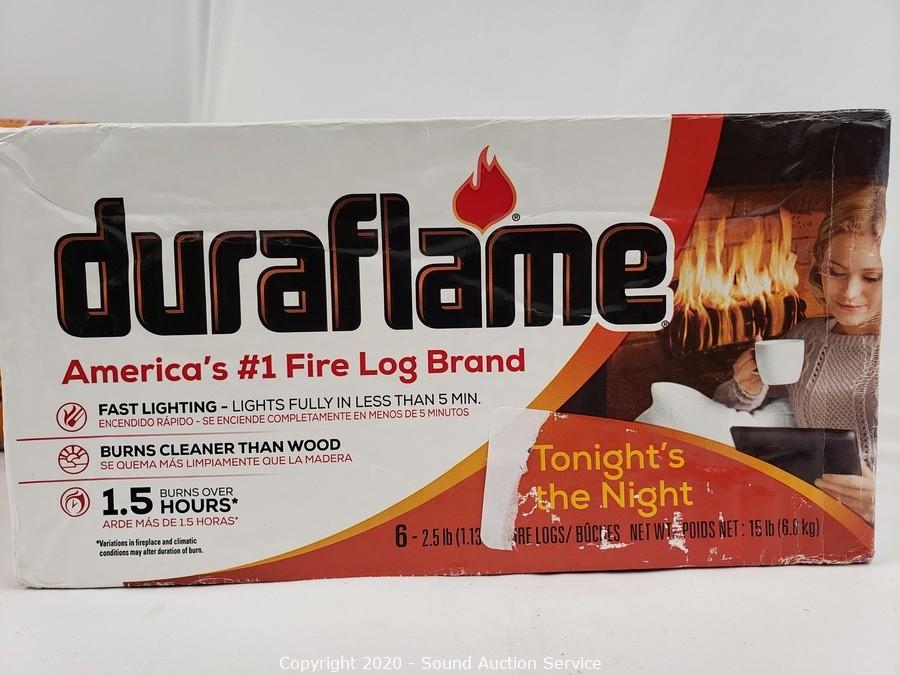 duraflame®
America's #1 Fire Log Brand
FAST LIGHTING – LIGHTS FULLY IN LESS THAN 5 MIN.
ENCENDIDO RÁPIDO - SE ENCIENDE COMPLETAMENTE EN MENOS DE 5 MINUTOS
BURNS CLEANER THAN WOOD
SE QUEMA MÁS LIMPIAMENTE QUE LA MADERA
1.5 BURNS OVER
HOURS*
ARDE MÁS DE 1.5 HORAS*
*Variations in fireplace and climatic
conditions may alter duration of burn.
Tonight's
the Night
6 - 2.5 lb (1.13 LOGS/ BÛCHES NET WT POIDS NET : 15 lb (6.8 kg)
Copyright 2020 - Sound Auction Service